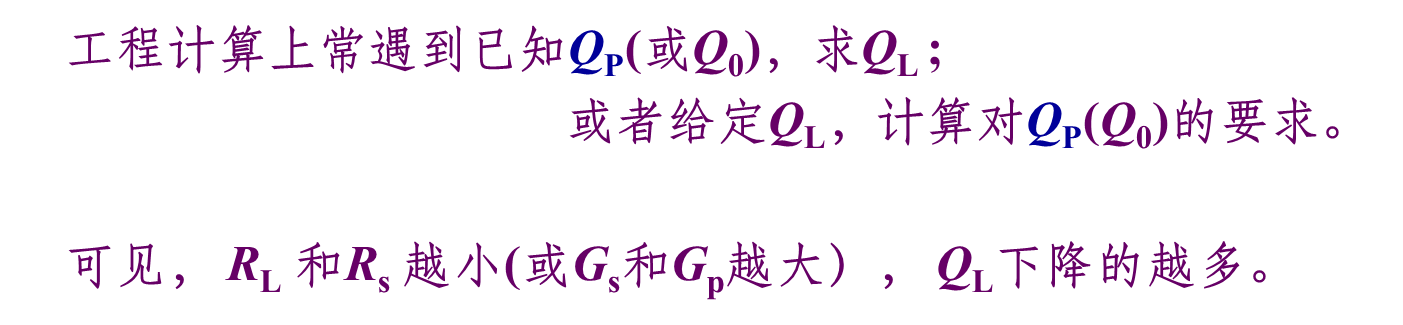 工程计算上常遇到已知QP(或Q0)，求QL；
或者给定QL，计算对QP(Q0)的要求。
可见，RL 和Rs 越小(或Gs和Gp越大），QL下降的越多。